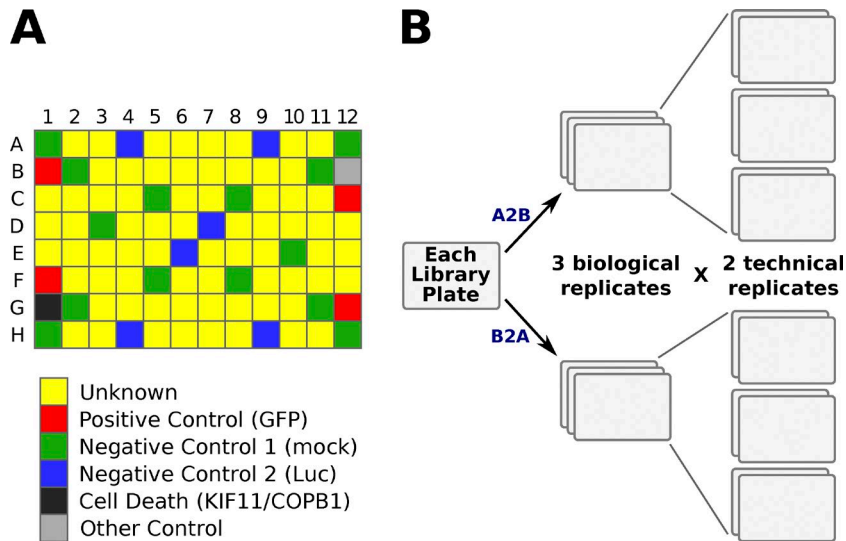 A
1 2 3 4 5 6 7 8 9 10 11 12
A
B
C
D
E
F
G
H
Unknown
Positive Control (GFP)
Negative Control 1 (mock)
Negative Control 2 (Luc)
Cell Death (KIF11/COPB1)
Other Control
B
A2B
Each
Library
Plate
B2A
3 biological X 2 technical
replicates replicates